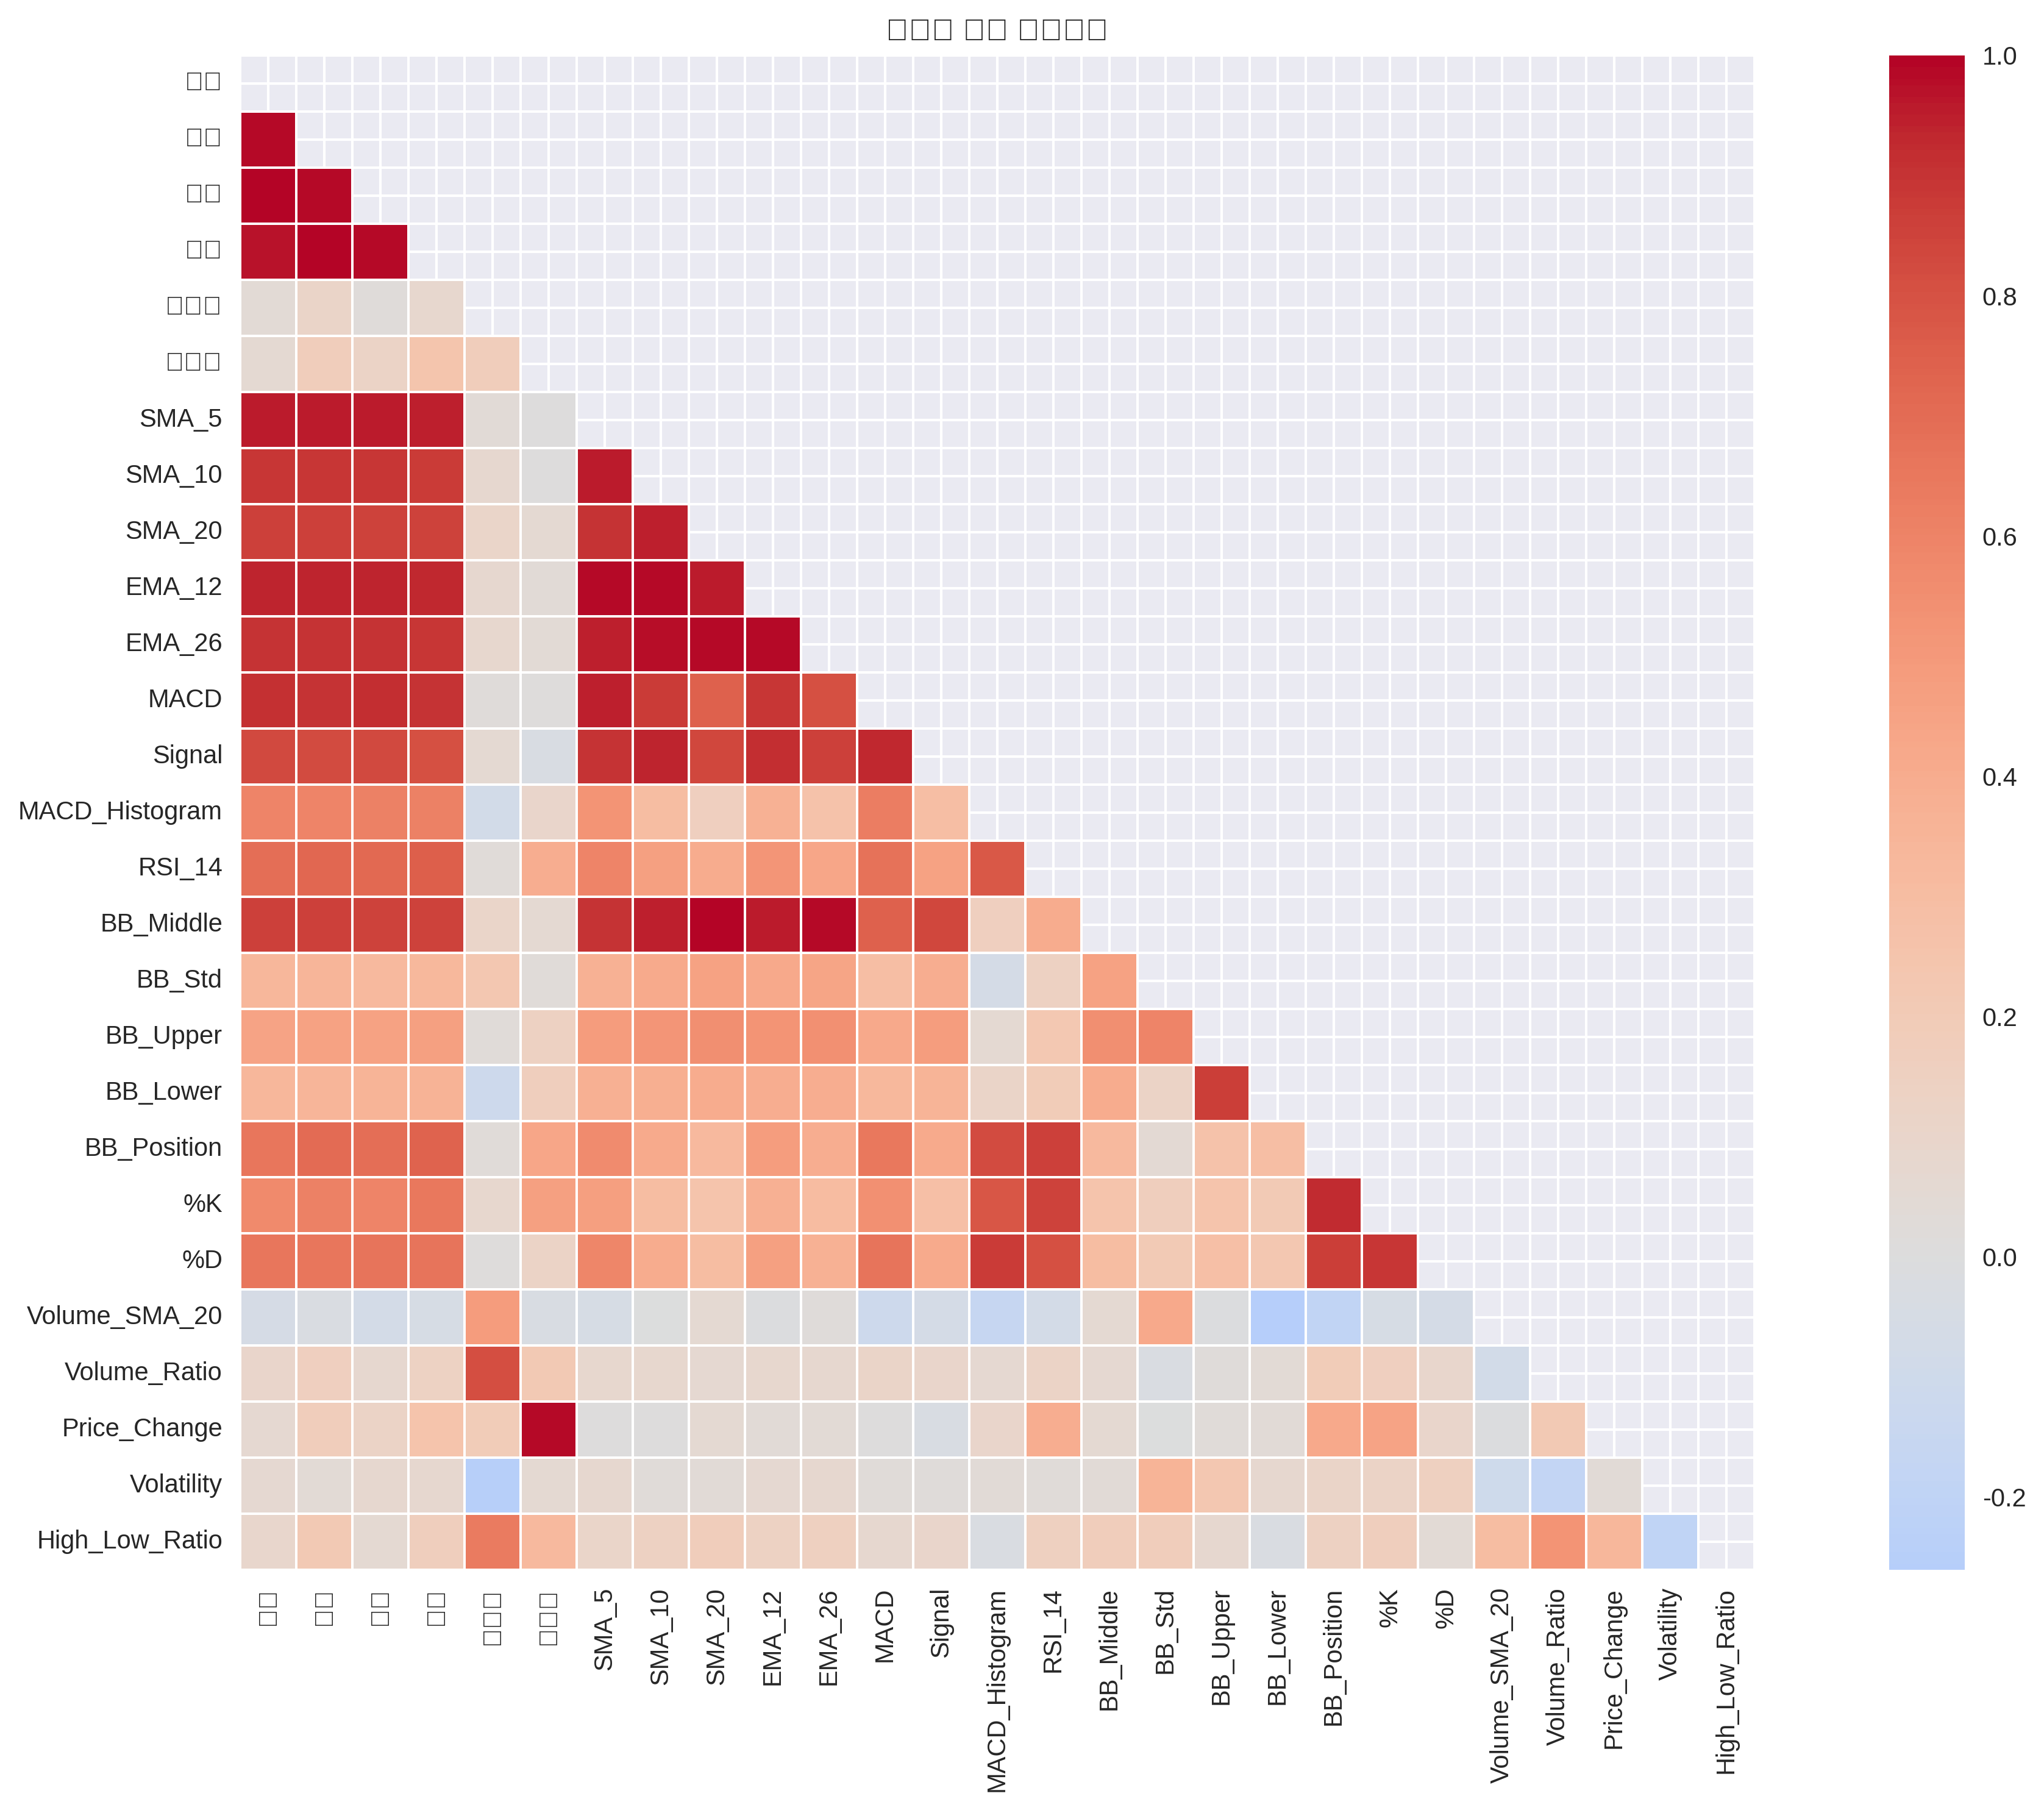 1.0
0.8
0.6
0.4
0.2
0.0
-0.2
SMA_5
SMA_10
SMA_20
EMA_12
EMA_26
MACD
Signal
MACD_Histogram
RSI_14
BB_Middle
BB_Std
BB_Upper
BB_Lower
BB_Position
%K
%D
Volume_SMA_20
Volume_Ratio
Price_Change
Volatility
High_Low_Ratio
SMA_5
SMA_10
SMA_20
EMA_12
EMA_26
MACD
Signal
MACD_Histogram
RSI_14
BB_Middle
BB_Std
BB_Upper
BB_Lower
BB_Position
%K
%D
Volume_SMA_20
Volume_Ratio
Price_Change
Volatility
High_Low_Ratio